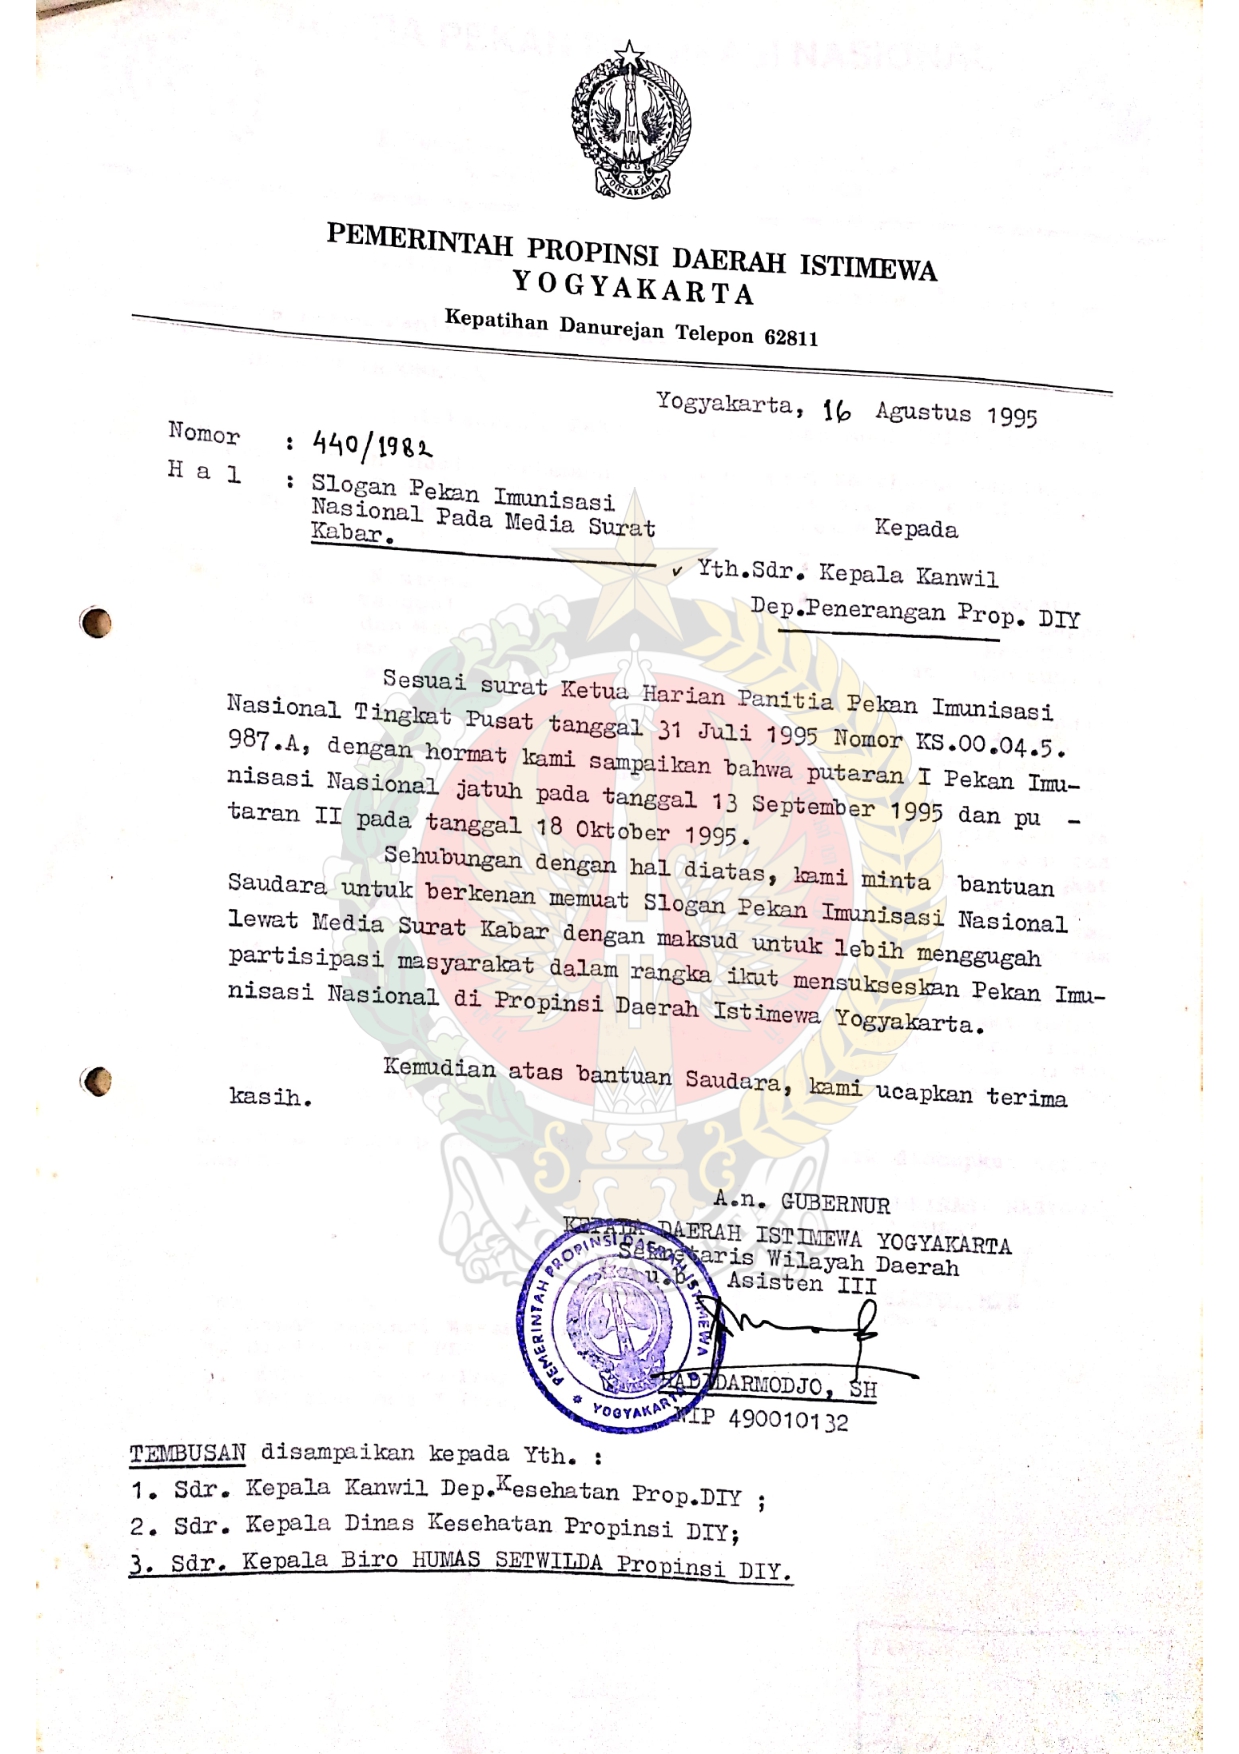 YOGYAKARTA
PEMERINTAH PROPINSI DAERAH ISTIMEWA
YOGYAKARTA
Kepatihan Danurejan Telepon 62811
Yogyakarta, 16 Agustus 1995
Nomor : 440/1982
H a l : Slogan Pekan Imunisasi
Nasional Pada Media Surat
Kabar.
Kepada
Yth.Sdr. Kepala Kanwil
Dep.Penerangan Prop. DIY
Sesuai surat Ketua Harian Panitia Pekan Imunisasi
Nasional Tingkat Pusat tanggal 31 Juli 1995 Nomor KS.00.04.5.
987.A, dengan hormat kami sampaikan bahwa putaran I Pekan Imu-
nisasi Nasional jatuh pada tanggal 13 September 1995 dan pu -
taran II pada tanggal 18 Oktober 1995.
Sehubungan dengan hal diatas, kami minta bantuan
Saudara untuk berkenan memuat Slogan Pekan Imunisasi Nasional
lewat Media Surat Kabar dengan maksud untuk lebih menggugah
partisipasi masyarakat dalam rangka ikut mensukseskan Pekan Imu-
nisasi Nasional di Propinsi Daerah Istimewa Yogyakarta.
Kemudian atas bantuan Saudara, kami ucapkan terima
kasih.
A.n. GUBERNUR
KEPALA DAERAH ISTIMEWA YOGYAKARTA
Sekretaris Wilayah Daerah
u.b. Asisten III
PEMERINTAH PROPINSI DAERAH ISTIMEWA
YOGYAKARTA
HADIDARMODJO, SH
NIP 490010132
TEMBUSAN disampaikan kepada Yth. :
1. Sdr. Kepala Kanwil Dep.Kesehatan Prop.DIY ;
2. Sdr. Kepala Dinas Kesehatan Propinsi DIY;
3. Sdr. Kepala Biro HUMAS SETWILDA Propinsi DIY.